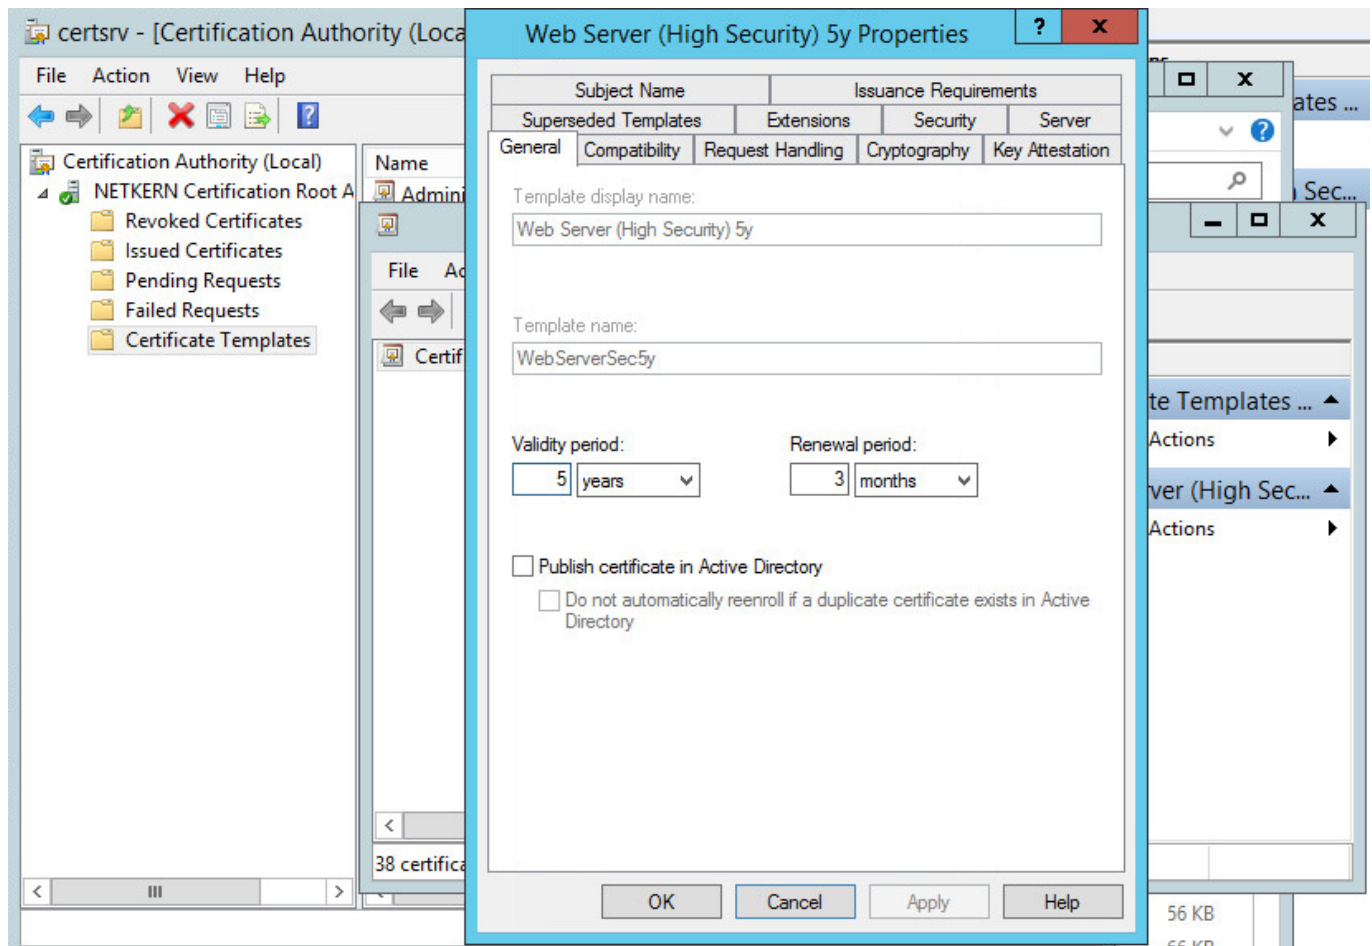 certsrv - [Certification Authority (Loca
File Action View Help
Certification Authority (Local)
NETKERN Certification Root A
Revoked Certificates
Issued Certificates
Pending Requests
Failed Requests
Certificate Templates
Name
Admini
File Ac
Certif
38 certifica
Web Server (High Security) 5y Properties
? x
Subject Name Issuance Requirements
Superseded Templates Extensions Security Server
General Compatibility Request Handling Cryptography Key Attestation
Template display name:
Web Server (High Security) 5y
Template name:
WebServerSec5y
Validity period: Renewal period:
5 years 3 months
Publish certificate in Active Directory
Do not automatically reenroll if a duplicate certificate exists in Active
Directory
OK Cancel Apply Help
ates ...
Sec...
te Templates ...
Actions
ver (High Sec...
Actions
56 KB